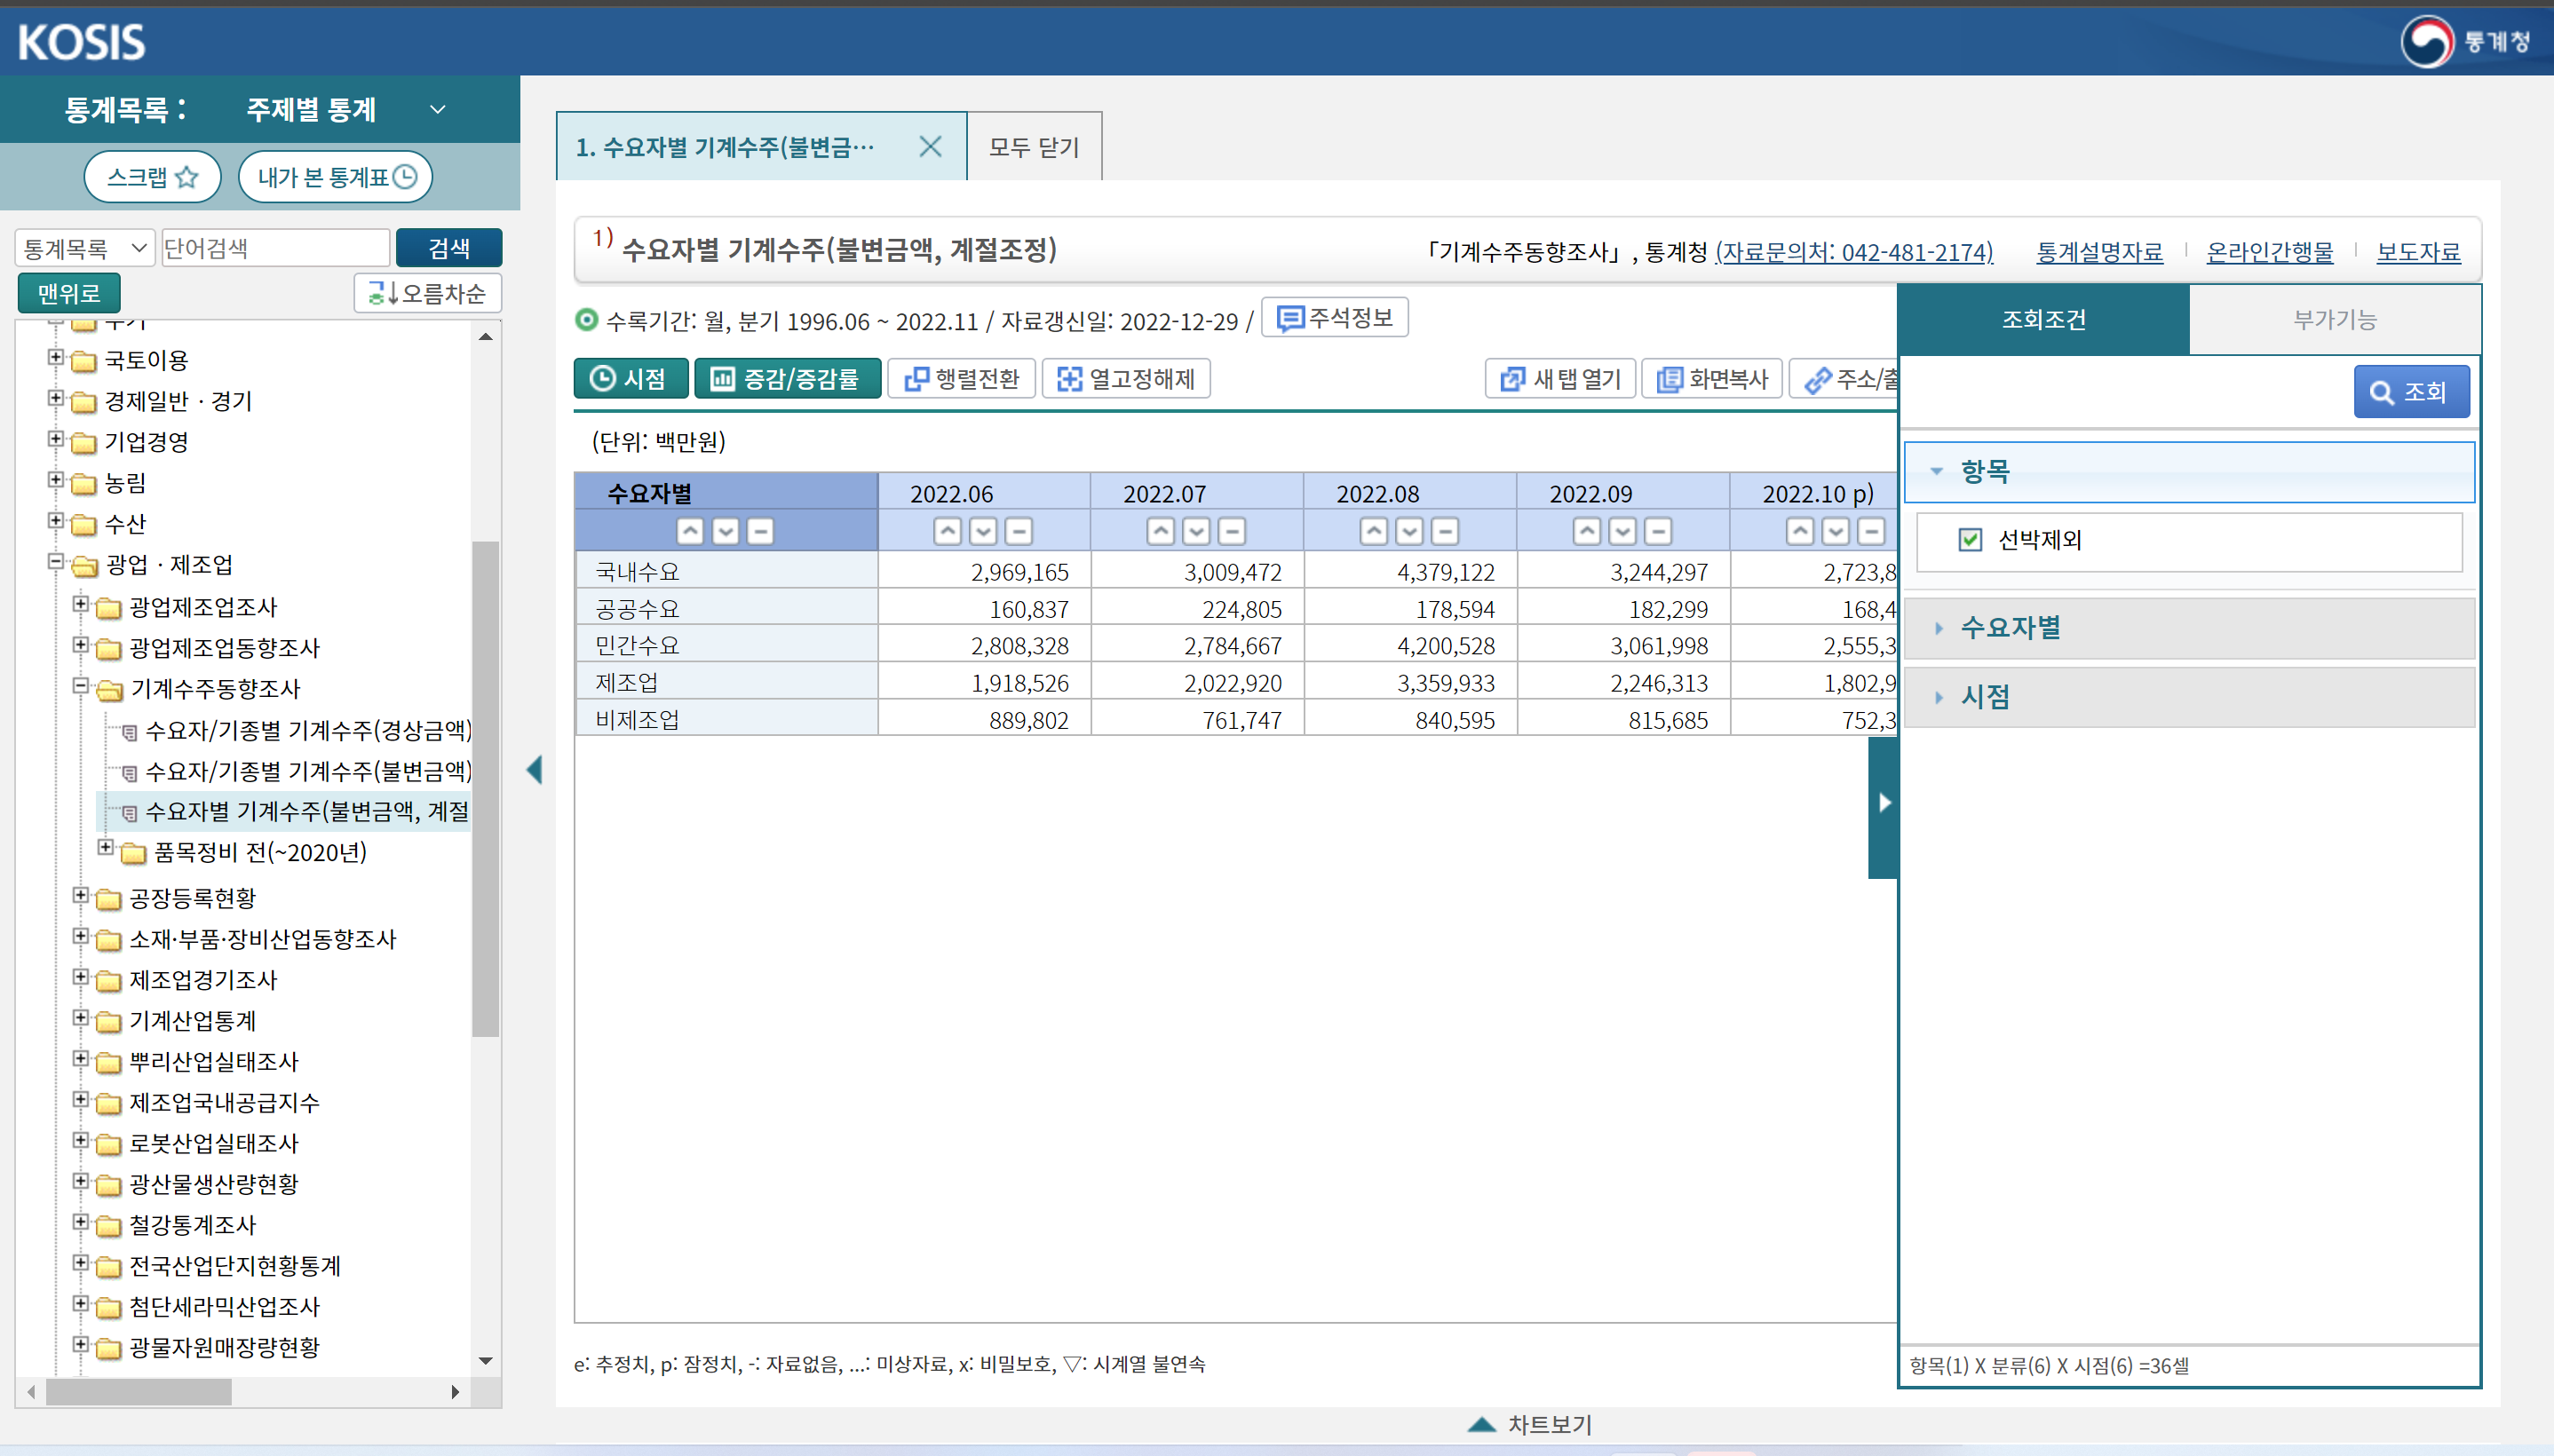 KOSIS
통계청
통계목록 : 주제별 통계
스크랩 내가 본 통계표
통계목록 단어검색 검색
맨위로 오름차순
국토이용
경제일반ㆍ경기
기업경영
농림
수산
광업ㆍ제조업
광업제조업조사
광업제조업동향조사
기계수주동향조사
수요자/기종별 기계수주(경상금액)
수요자/기종별 기계수주(불변금액)
수요자별 기계수주(불변금액, 계절
품목정비 전(~2020년)
공장등록현황
소재·부품·장비산업동향조사
제조업경기조사
기계산업통계
뿌리산업실태조사
제조업국내공급지수
로봇산업실태조사
광산물생산량현황
철강통계조사
전국산업단지현황통계
첨단세라믹산업조사
광물자원매장량현황
1. 수요자별 기계수주(불변금… 모두 닫기
1) 수요자별 기계수주(불변금액, 계절조정) 「기계수주동향조사」, 통계청 (자료문의처: 042-481-2174) 통계설명자료 온라인간행물 보도자료
수록기간: 월, 분기 1996.06 ~ 2022.11 / 자료갱신일: 2022-12-29 / 주석정보
시점 증감/증감률 행렬전환 열고정해제 새 탭 열기 화면복사 주소/출
(단위: 백만원)
수요자별 2022.06 2022.07 2022.08 2022.09 2022.10 p)
국내수요 2,969,165 3,009,472 4,379,122 3,244,297 2,723,8
공공수요 160,837 224,805 178,594 182,299 168,4
민간수요 2,808,328 2,784,667 4,200,528 3,061,998 2,555,3
제조업 1,918,526 2,022,920 3,359,933 2,246,313 1,802,9
비제조업 889,802 761,747 840,595 815,685 752,3
조회조건 부가기능
조회
항목
선박제외
수요자별
시점
항목(1) X 분류(6) X 시점(6) =36셀
e: 추정치, p: 잠정치, -: 자료없음, ...: 미상자료, x: 비밀보호, ▽: 시계열 불연속
차트보기